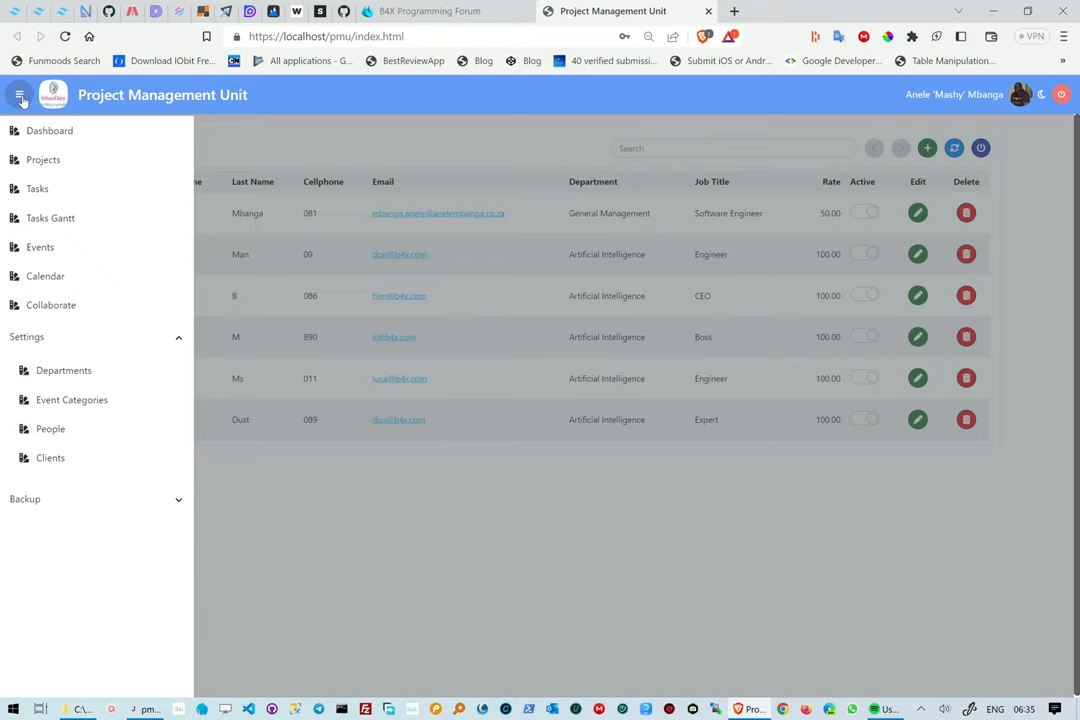 B4X Programming Forum
Project Management Unit
https://localhost/pmu/index.html
VPN
Funmoods Search
Download IObit Fre...
All applications - G...
BestReviewApp
Blog
Blog
40 verified submissi...
Submit iOS or Andr...
Google Developer...
Table Manipulation...
»
Project Management Unit
Anele 'Mashy' Mbanga
Dashboard
Projects
Tasks
Tasks Gantt
Events
Calendar
Collaborate
Settings
Departments
Event Categories
People
Clients
Backup
Search
ne Last Name Cellphone Email Department Job Title Rate Active Edit Delete
Mbanga 081 mbanga.anele@anelembanga.co.za General Management Software Engineer 50.00
Man 09 don@b4x.com Artificial Intelligence Engineer 100.00
B 086 him@b4x.com Artificial Intelligence CEO 100.00
M 890 Artificial Intelligence Boss 100.00
Ms 011 luca@b4x.com Artificial Intelligence Engineer 100.00
Dust 089 dus@b4x.com Artificial Intelligence Expert 100.00
C:\...
pm...
Pro...
Us...
ENG
06:35